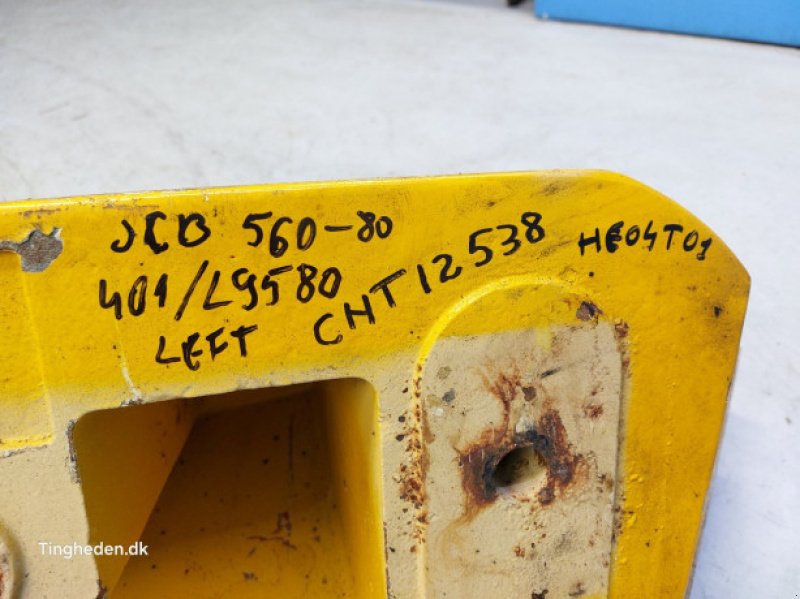 JCB 560-80
401/L9580
LEFT CHT12538 HE04T01
Tingheden.dk